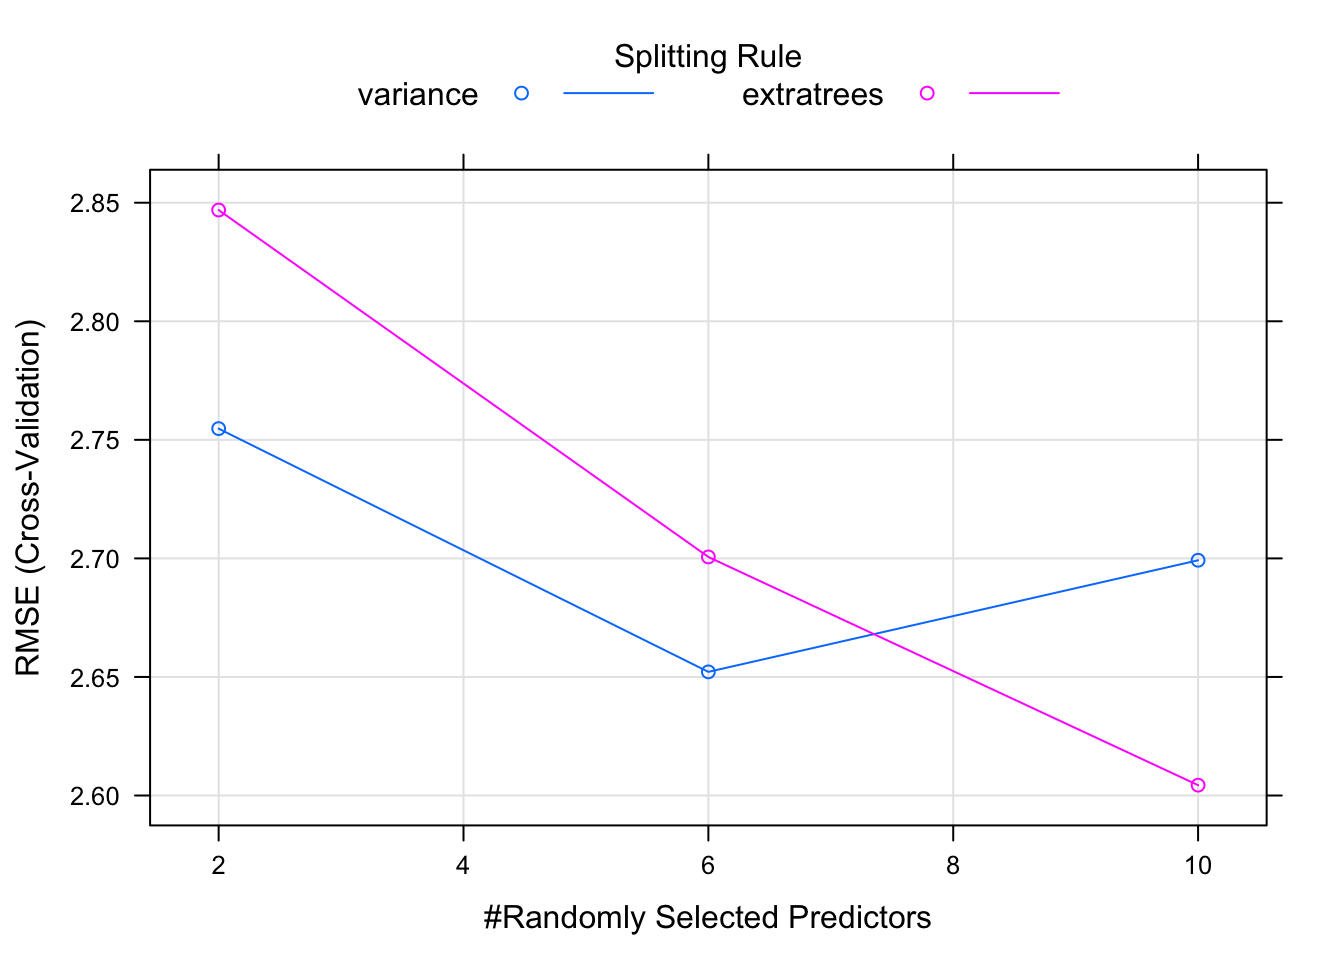 Splitting Rule
variance extratrees
2.85
2.80
2.75
2.70
2.65
2.60
RMSE (Cross-Validation)
2 4 6 8 10
#Randomly Selected Predictors